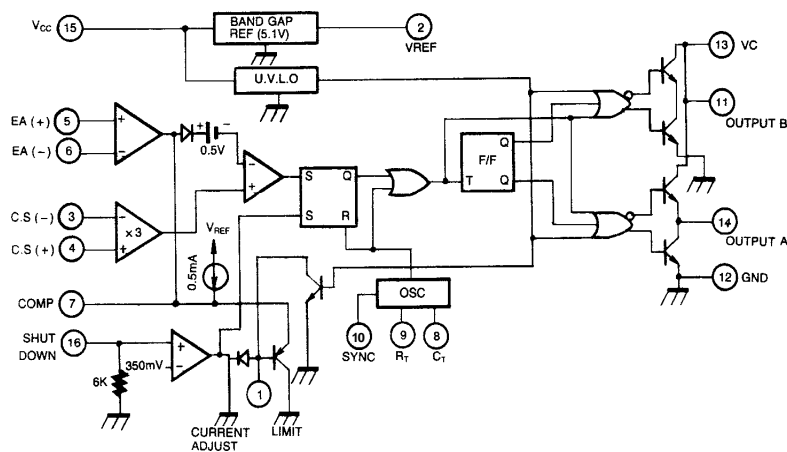 VCC 15
BAND GAP
REF (5.1V)
2
VREF
U.V.L.O
13 VC
11
OUTPUT B
EA (+) 5
EA (−) 6
+
−
+ −
0.5V
−
+
S Q
S R
F/F
Q
T Q
C.S (−) 3
C.S (+) 4
−
× 3
+
VREF
0.5mA
14
OUTPUT A
12 GND
COMP 7
OSC
10
SYNC
9
RT
8
CT
SHUT
DOWN
16
6K
350mV
+
−
1
CURRENT
ADJUST
LIMIT